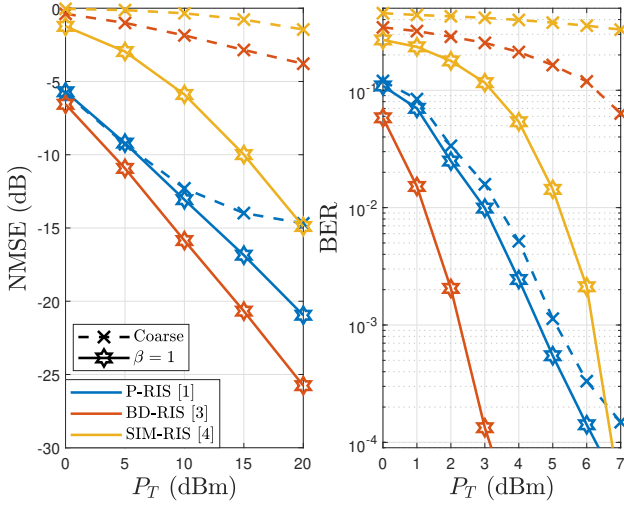 0
-5
-10
-15
-20
-25
-30
NMSE (dB)
0 5 10 15 20
P_T (dBm)
Coarse
β = 1
P-RIS [1]
BD-RIS [3]
SIM-RIS [4]
10^-1
10^-2
10^-3
10^-4
BER
0 1 2 3 4 5 6 7
P_T (dBm)